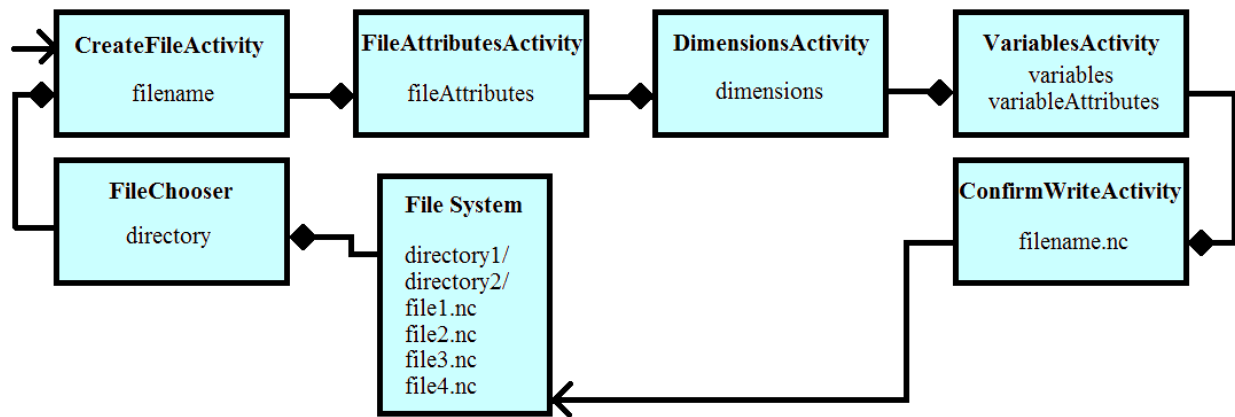 CreateFileActivity
filename
FileAttributesActivity
fileAttributes
DimensionsActivity
dimensions
VariablesActivity
variables
variableAttributes
FileChooser
directory
File System
directory1/
directory2/
file1.nc
file2.nc
file3.nc
file4.nc
ConfirmWriteActivity
filename.nc